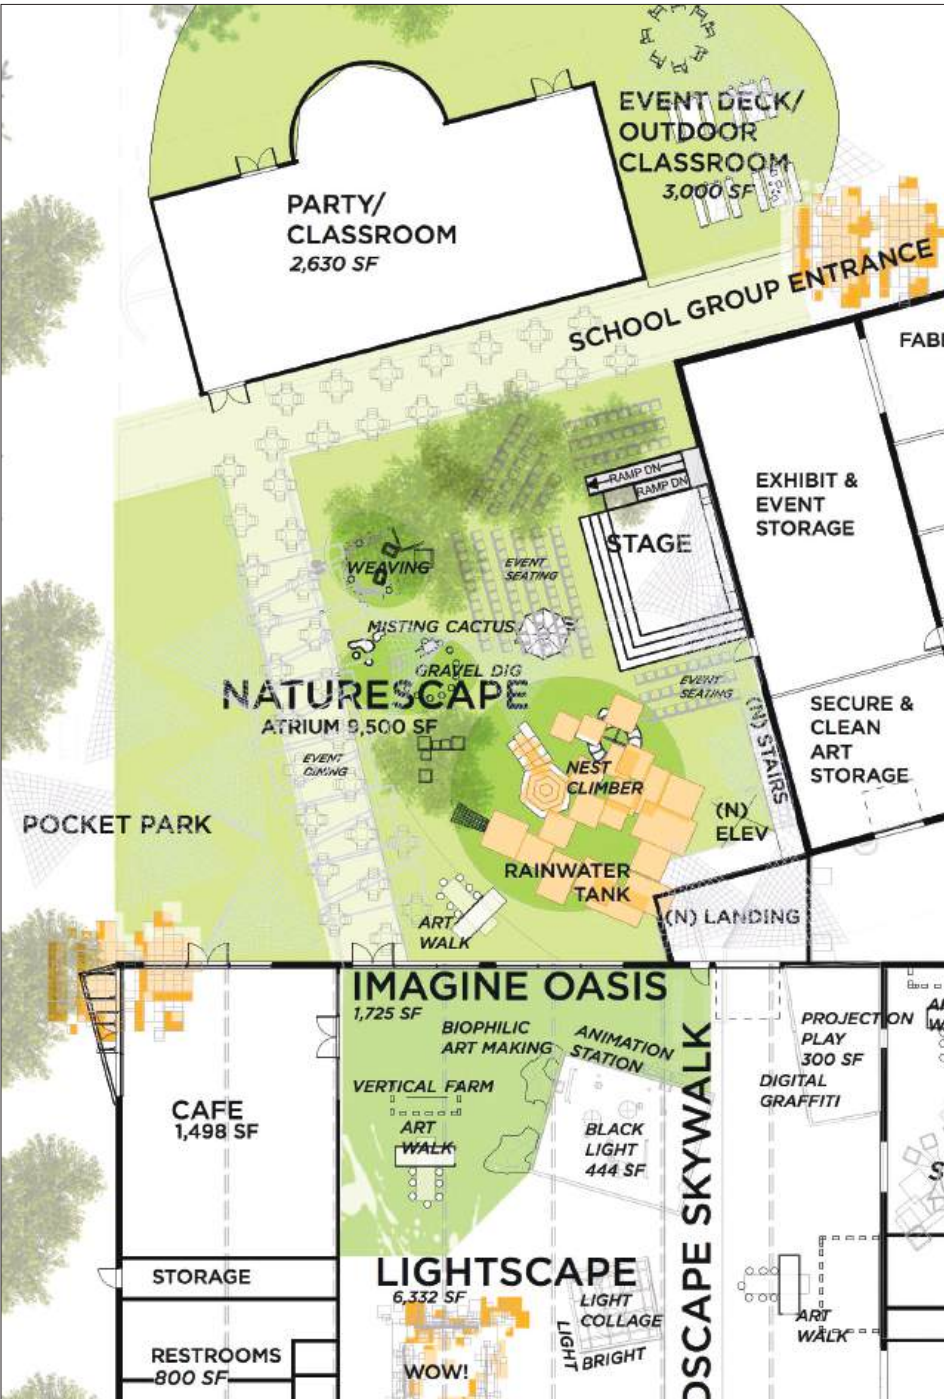 EVENT DECK/
OUTDOOR
CLASSROOM
3,000 SF
PARTY/
CLASSROOM
2,630 SF
SCHOOL GROUP ENTRANCE
RAMP DN
RAMP DN
EXHIBIT &
EVENT
STORAGE
STAGE
WEAVING
EVENT
SEATING
MISTING CACTUS
GRAVEL DIG
NATURESCAPE
ATRIUM 9,500 SF
EVENT
SEATING
EVENT
DINING
(N) STAIRS
SECURE &
CLEAN
ART
STORAGE
NEST
CLIMBER
(N)
ELEV
POCKET PARK
RAINWATER
TANK
ART
WALK
(N) LANDING
IMAGINE OASIS
1,725 SF
BIOPHILIC
ART MAKING
ANIMATION
STATION
PROJECTION
PLAY
300 SF
DIGITAL
GRAFFITI
VERTICAL FARM
ART
WALK
BLACK
LIGHT
444 SF
CAFE
1,498 SF
SKYWALK
STORAGE
LIGHTSCAPE
6,332 SF
LIGHT
COLLAGE
LIGHT
BRIGHT
ART
WALK
RESTROOMS
800 SF
WOW!